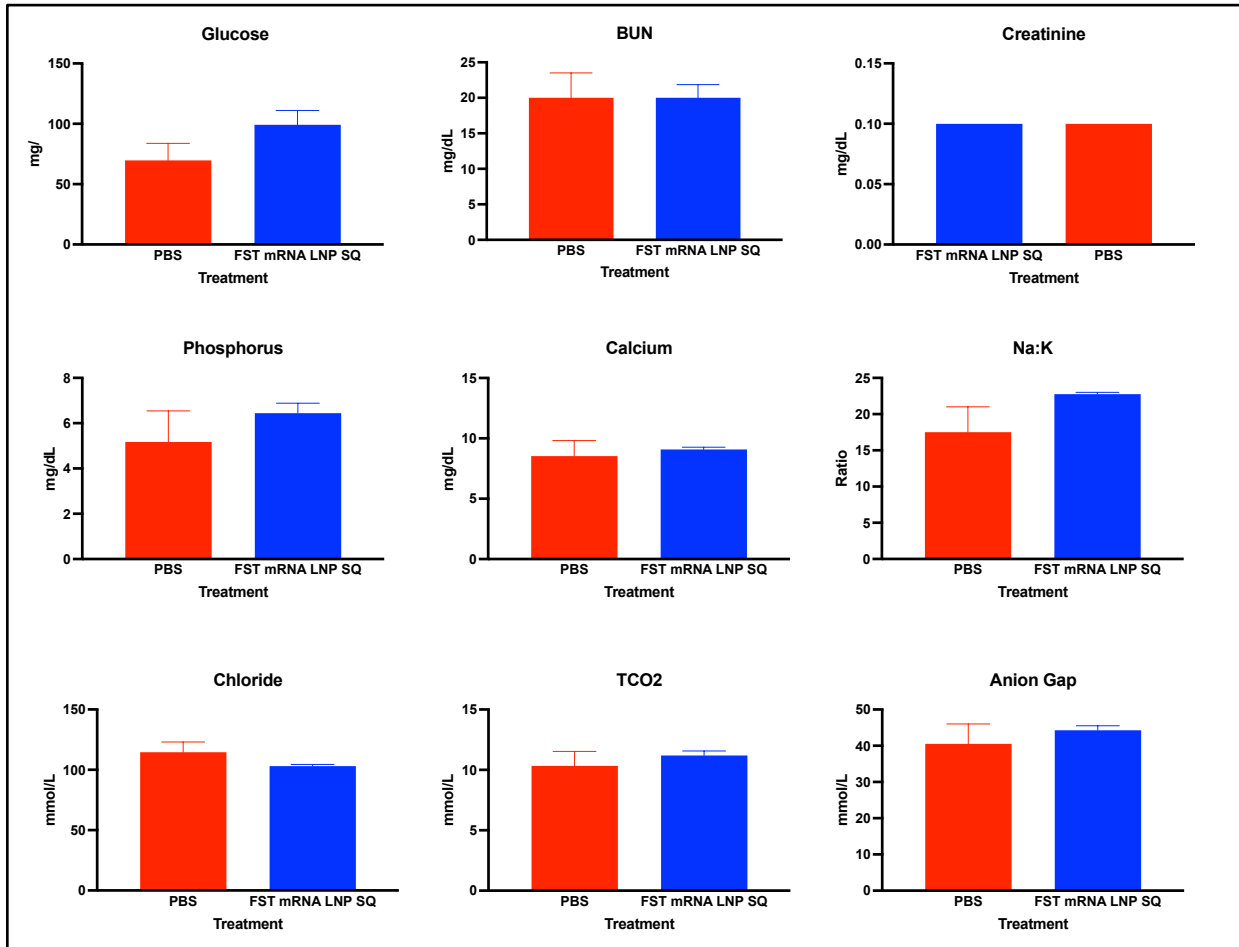 Glucose
150
100
50
0
mg/
PBS
FST mRNA LNP SQ
Treatment
BUN
25
20
15
10
5
0
mg/dL
PBS
FST mRNA LNP SQ
Treatment
Creatinine
0.15
0.10
0.05
0.00
mg/dL
FST mRNA LNP SQ
PBS
Treatment
Phosphorus
8
6
4
2
0
mg/dL
PBS
FST mRNA LNP SQ
Treatment
Calcium
15
10
5
0
mg/dL
PBS
FST mRNA LNP SQ
Treatment
Na:K
25
20
15
10
5
0
Ratio
PBS
FST mRNA LNP SQ
Treatment
Chloride
150
100
50
0
mmol/L
PBS
FST mRNA LNP SQ
Treatment
TCO2
15
10
5
0
mmol/L
PBS
FST mRNA LNP SQ
Treatment
Anion Gap
50
40
30
20
10
0
mmol/L
PBS
FST mRNA LNP SQ
Treatment